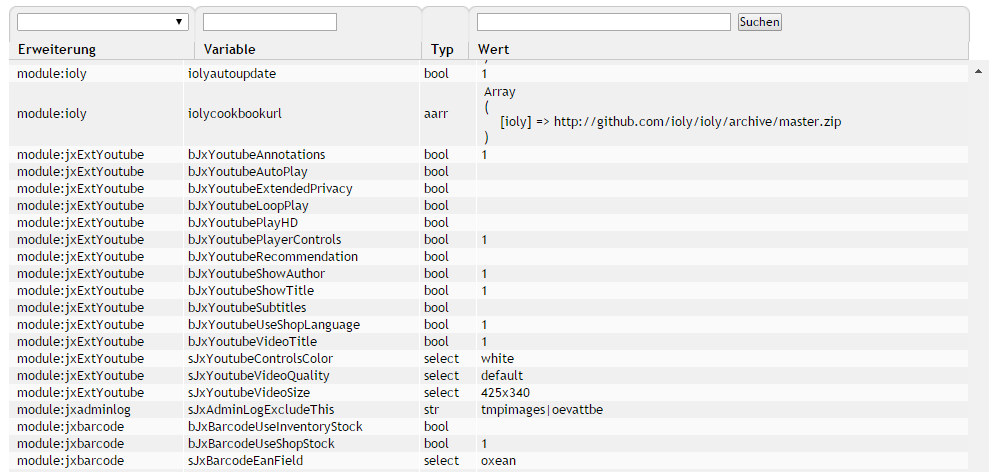 Suchen
Erweiterung Variable Typ Wert
)
module:ioly iolyautoupdate bool 1
module:ioly iolycookbookurl aarr Array
(
[ioly] => http://github.com/ioly/ioly/archive/master.zip
)
module:jxExtYoutube bJxYoutubeAnnotations bool 1
module:jxExtYoutube bJxYoutubeAutoPlay bool
module:jxExtYoutube bJxYoutubeExtendedPrivacy bool
module:jxExtYoutube bJxYoutubeLoopPlay bool
module:jxExtYoutube bJxYoutubePlayHD bool
module:jxExtYoutube bJxYoutubePlayerControls bool 1
module:jxExtYoutube bJxYoutubeRecommendation bool
module:jxExtYoutube bJxYoutubeShowAuthor bool 1
module:jxExtYoutube bJxYoutubeShowTitle bool 1
module:jxExtYoutube bJxYoutubeSubtitles bool
module:jxExtYoutube bJxYoutubeUseShopLanguage bool 1
module:jxExtYoutube bJxYoutubeVideoTitle bool 1
module:jxExtYoutube sJxYoutubeControlsColor select white
module:jxExtYoutube sJxYoutubeVideoQuality select default
module:jxExtYoutube sJxYoutubeVideoSize select 425x340
module:jxadminlog sJxAdminLogExcludeThis str tmpimages|oevattbe
module:jxbarcode bJxBarcodeUseInventoryStock bool
module:jxbarcode bJxBarcodeUseShopStock bool 1
module:jxbarcode sJxBarcodeEanField select oxean